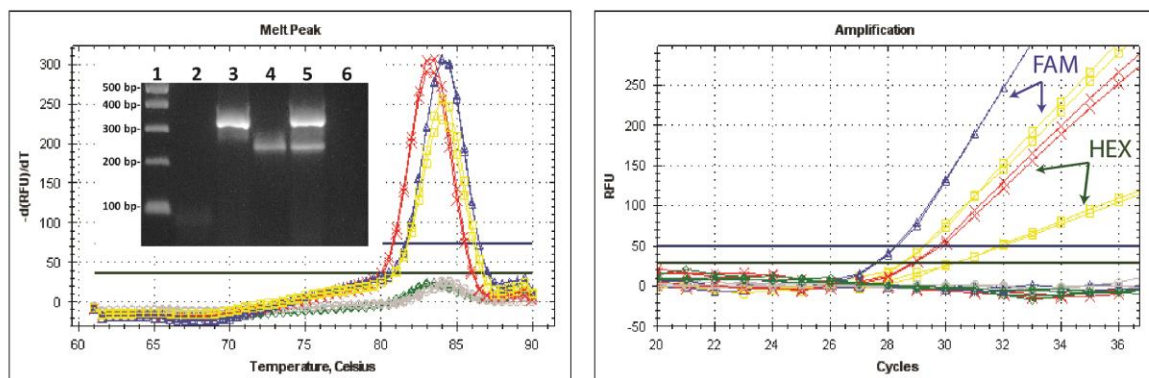 Melt Peak
300
250
200
150
100
50
0
-d(RFU)/dT
1 2 3 4 5 6
500 bp-
400 bp-
300 bp-
200 bp-
100 bp-
60 65 70 75 80 85 90
Temperature, Celsius
Amplification
250
200
150
100
50
0
-50
RFU
FAM
HEX
20 22 24 26 28 30 32 34 36
Cycles